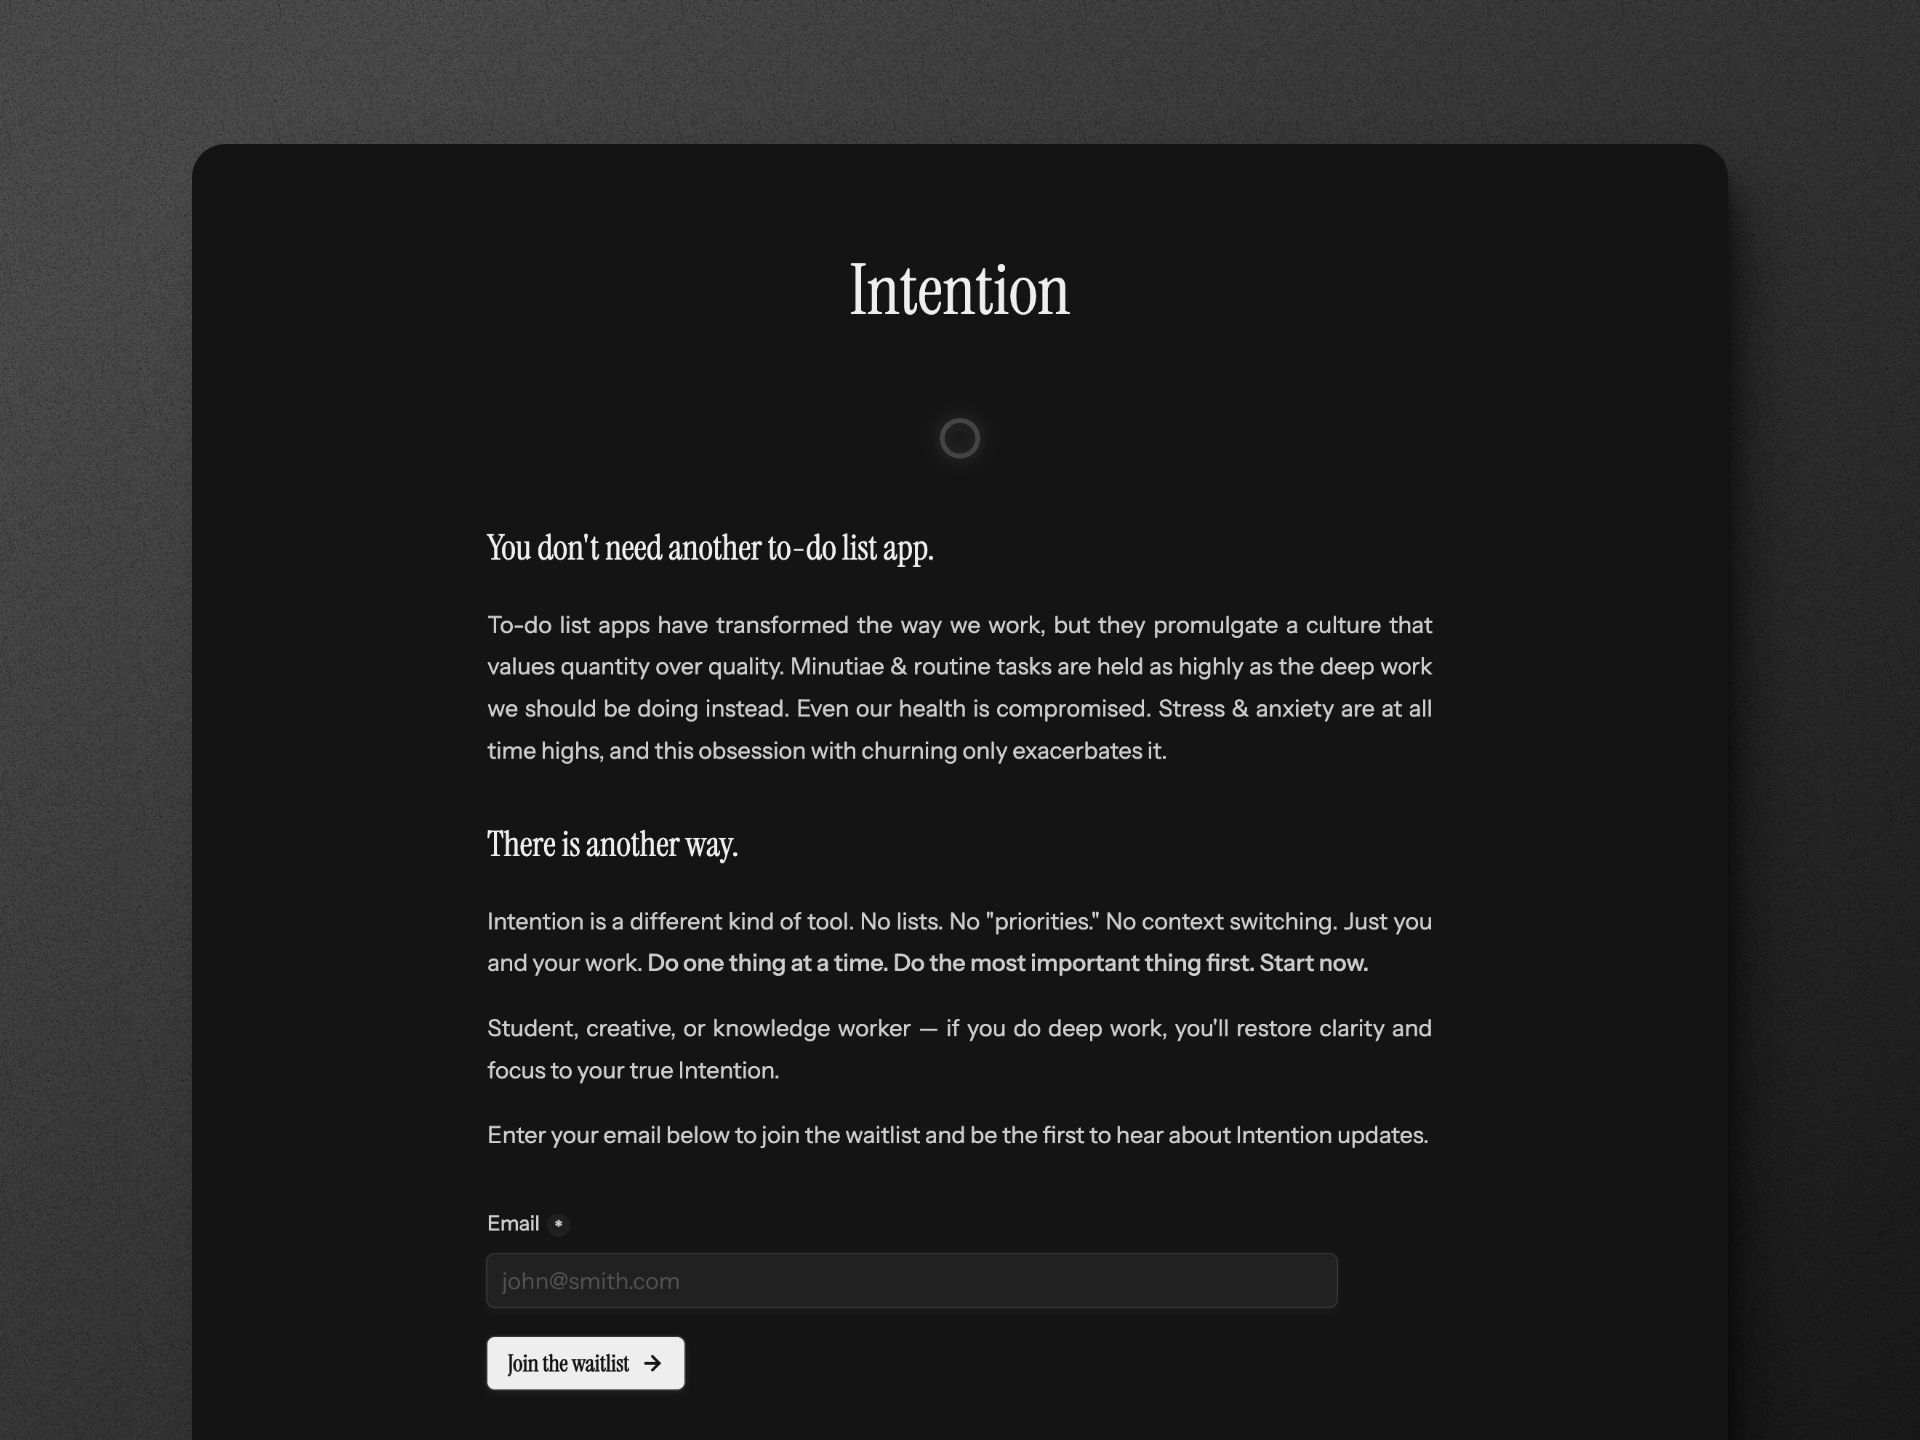 Intention
You don't need another to-do list app.
To-do list apps have transformed the way we work, but they promulgate a culture that
values quantity over quality. Minutiae & routine tasks are held as highly as the deep work
we should be doing instead. Even our health is compromised. Stress & anxiety are at all
time highs, and this obsession with churning only exacerbates it.
There is another way.
Intention is a different kind of tool. No lists. No "priorities." No context switching. Just you
and your work. Do one thing at a time. Do the most important thing first. Start now.
Student, creative, or knowledge worker — if you do deep work, you'll restore clarity and
focus to your true Intention.
Enter your email below to join the waitlist and be the first to hear about Intention updates.
Email *
john@smith.com
Join the waitlist →